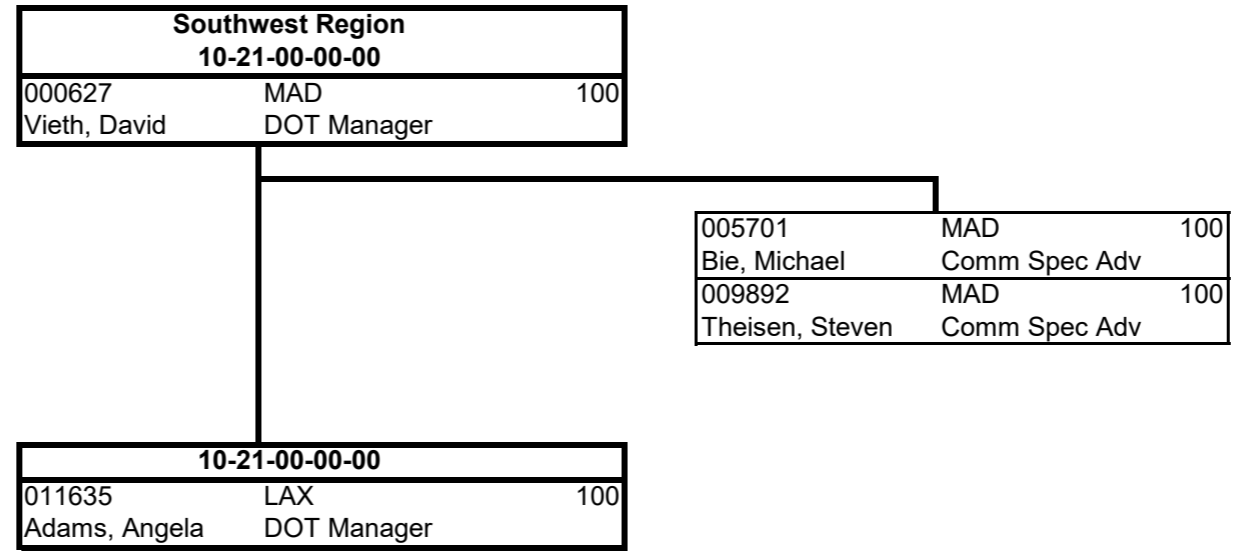 Southwest Region
10-21-00-00-00
000627 MAD 100
Vieth, David DOT Manager
005701 MAD 100
Bie, Michael Comm Spec Adv
009892 MAD 100
Theisen, Steven Comm Spec Adv
10-21-00-00-00
011635 LAX 100
Adams, Angela DOT Manager